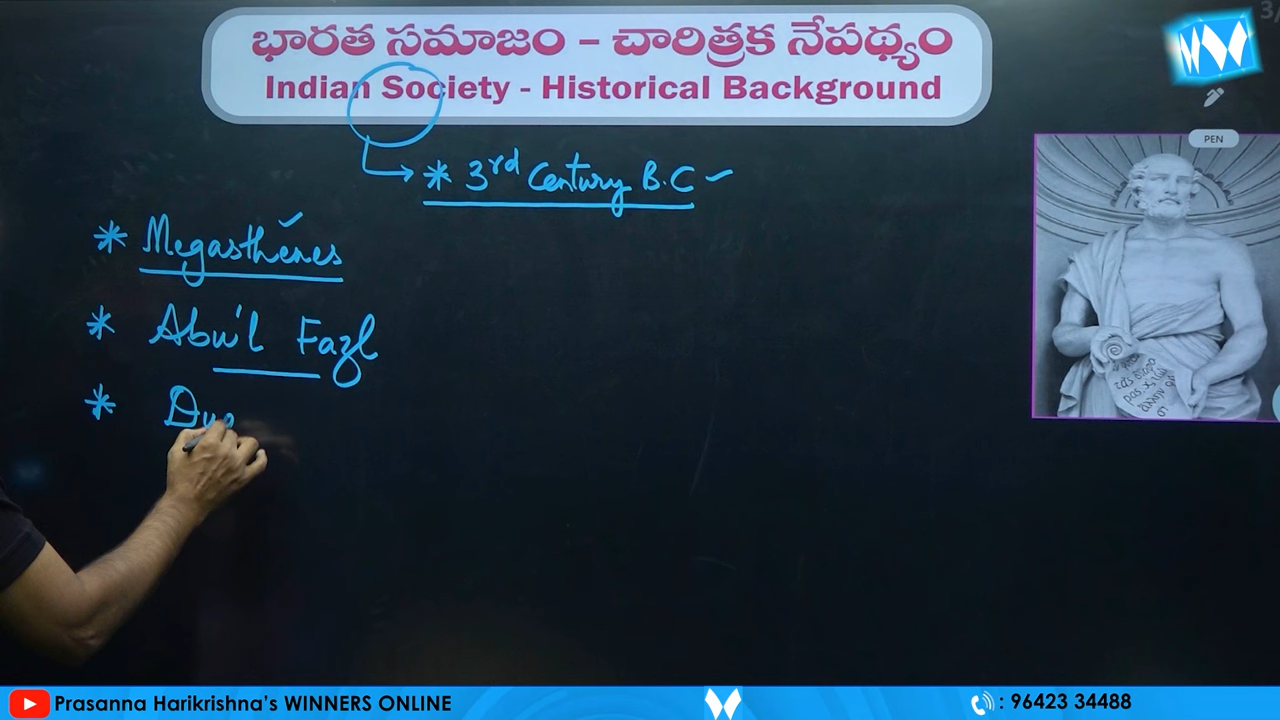 భారత సమాజం – చారిత్రక నేపథ్యం
Indian Society - Historical Background
PEN
* 3rd Century B.C
* Megasthenes
* Abu'l Fazl
*
Prasanna Harikrishna's WINNERS ONLINE
: 96423 34488